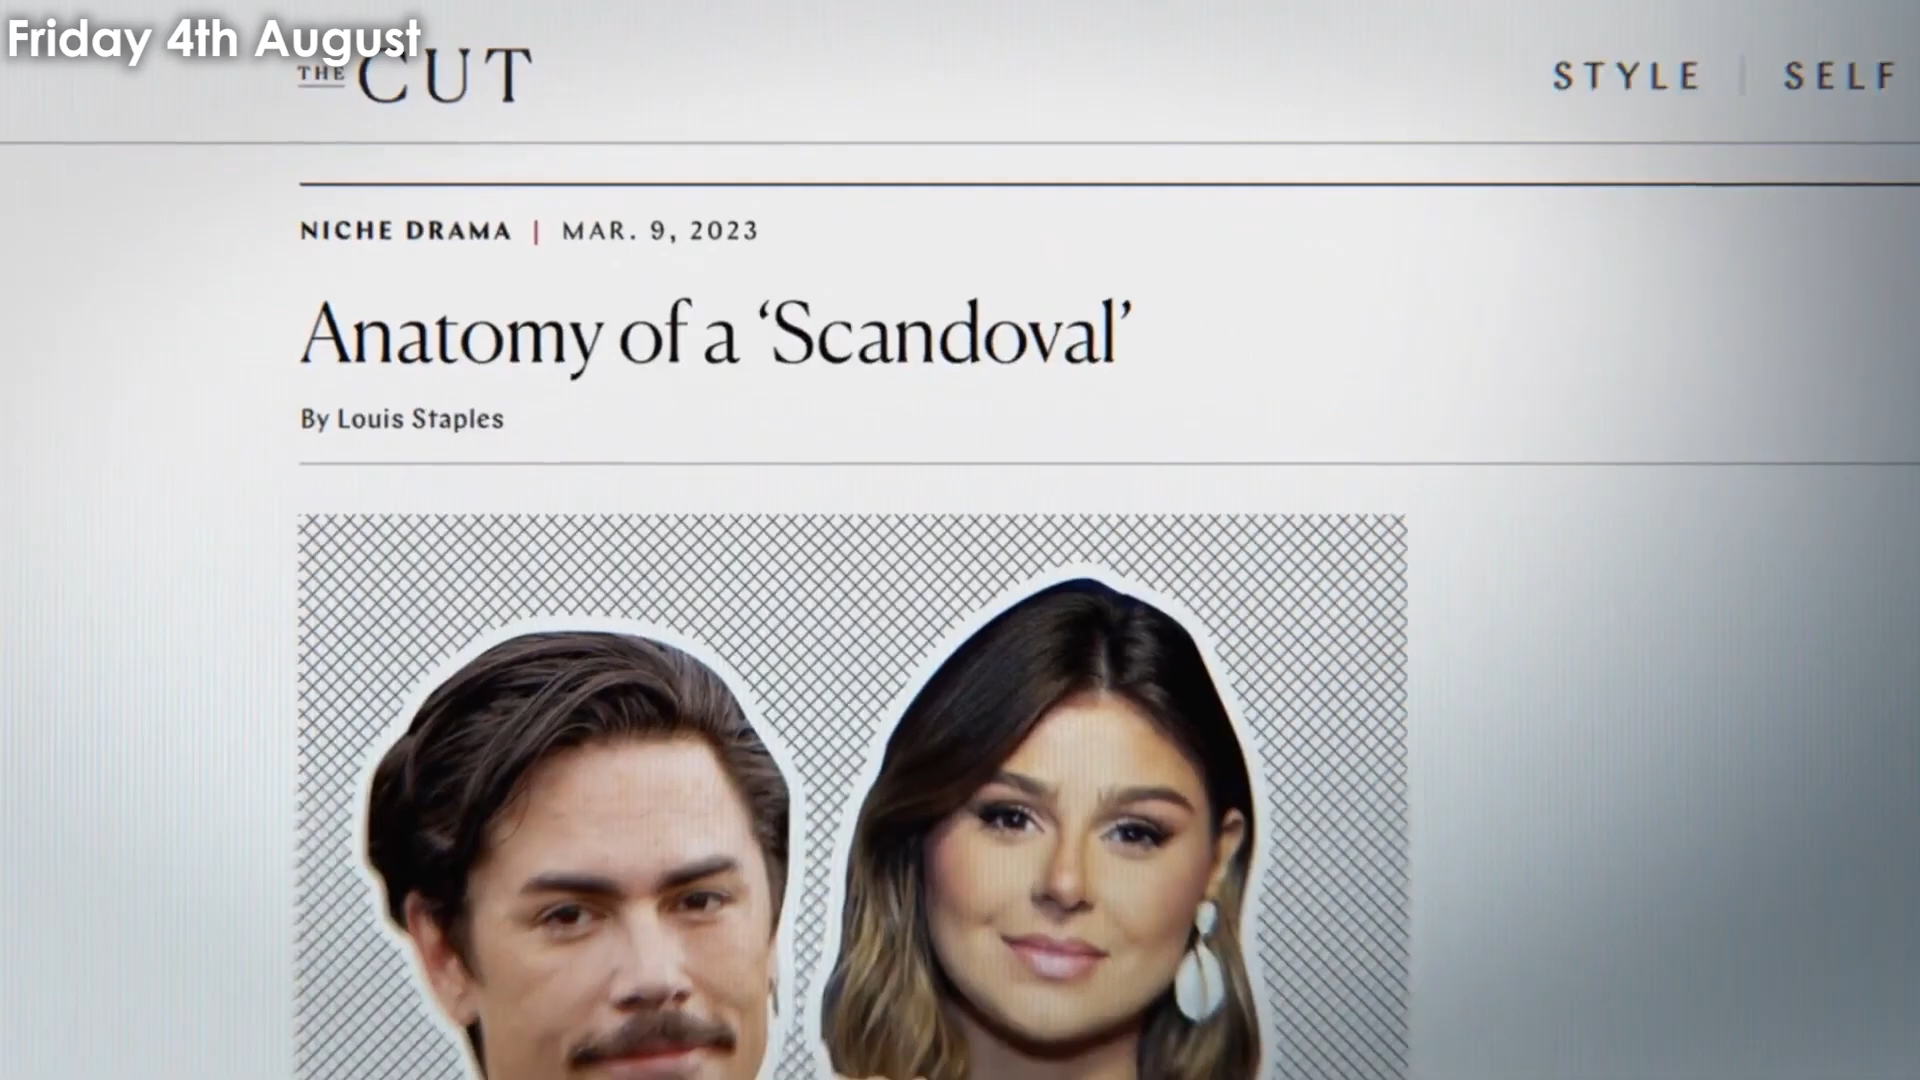 Friday 4th August
THE CUT
STYLE | SELF
NICHE DRAMA | MAR. 9, 2023
Anatomy of a ‘Scandoval’
By Louis Staples